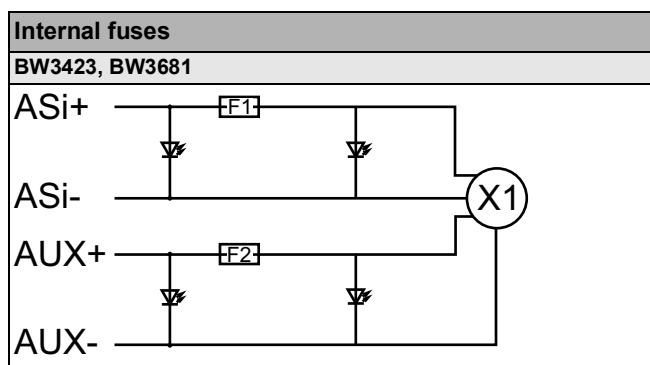 Internal fuses
BW3423, BW3681
ASi+
F1
ASi-
X1
AUX+
F2
AUX-